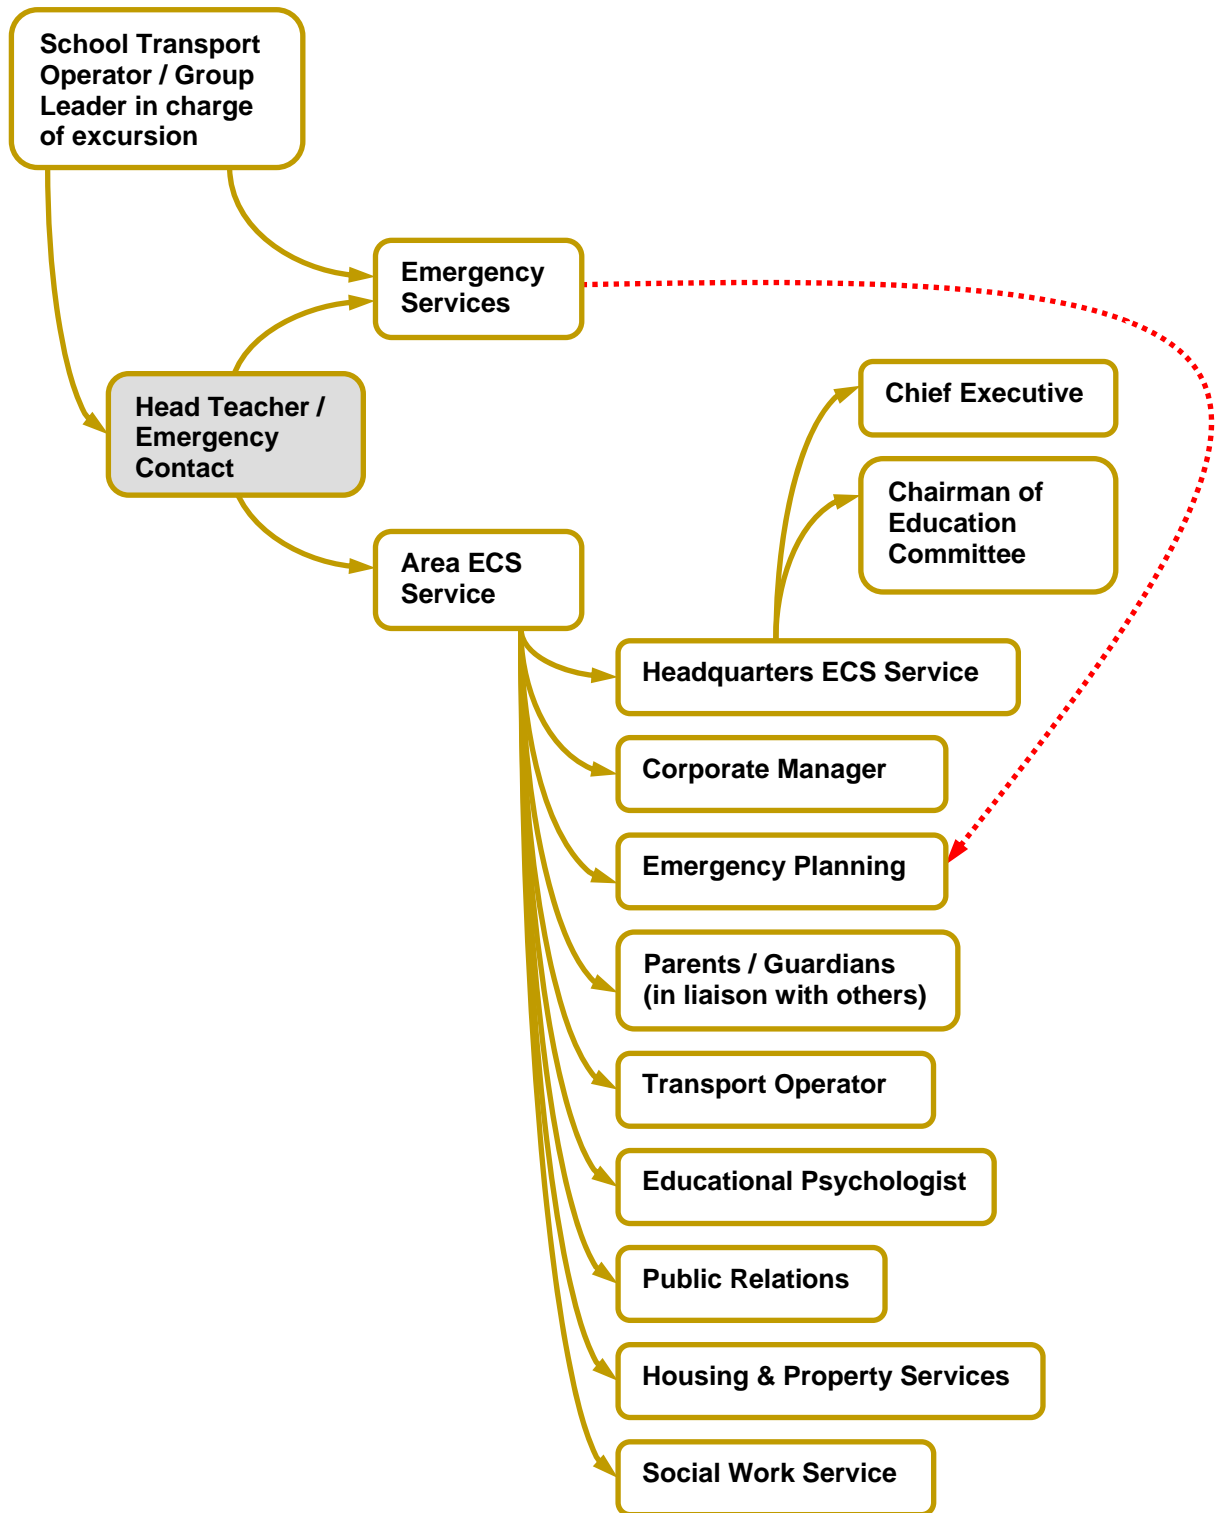 School Transport
Operator / Group
Leader in charge
of excursion
Emergency
Services
Head Teacher /
Emergency
Contact
Chief Executive
Chairman of
Education
Committee
Area ECS
Service
Headquarters ECS Service
Corporate Manager
Emergency Planning
Parents / Guardians
(in liaison with others)
Transport Operator
Educational Psychologist
Public Relations
Housing & Property Services
Social Work Service